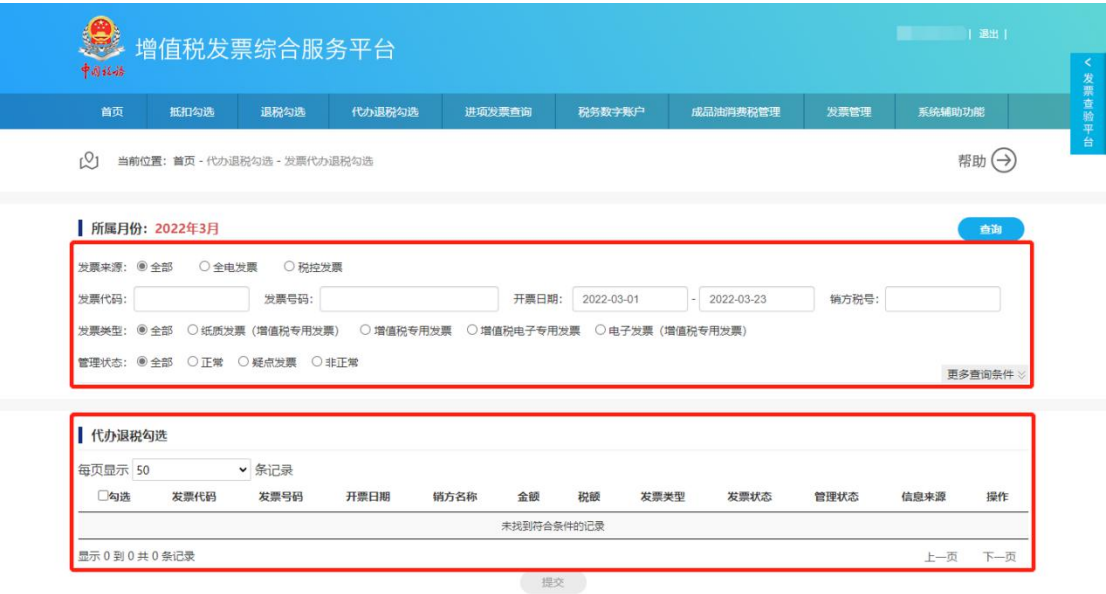 中国税务
增值税发票综合服务平台
| 退出 |
< 发票查验平台
首页 抵扣勾选 退税勾选 代办退税勾选 进项发票查询 税务数字账户 成品油消费税管理 发票管理 系统辅助功能
当前位置：首页 - 代办退税勾选 - 发票代办退税勾选 帮助
所属月份：2022年3月 查询
发票来源： 全部 全电发票 税控发票
发票代码： 发票号码： 开票日期： 2022-03-01 - 2022-03-23 销方税号：
发票类型： 全部 纸质发票（增值税专用发票） 增值税专用发票 增值税电子专用发票 电子发票（增值税专用发票）
管理状态： 全部 正常 疑点发票 非正常
更多查询条件
代办退税勾选
每页显示 50 条记录
勾选 发票代码 发票号码 开票日期 销方名称 金额 税额 发票类型 发票状态 管理状态 信息来源 操作
未找到符合条件的记录
显示 0 到 0 共 0 条记录 上一页 下一页
提交